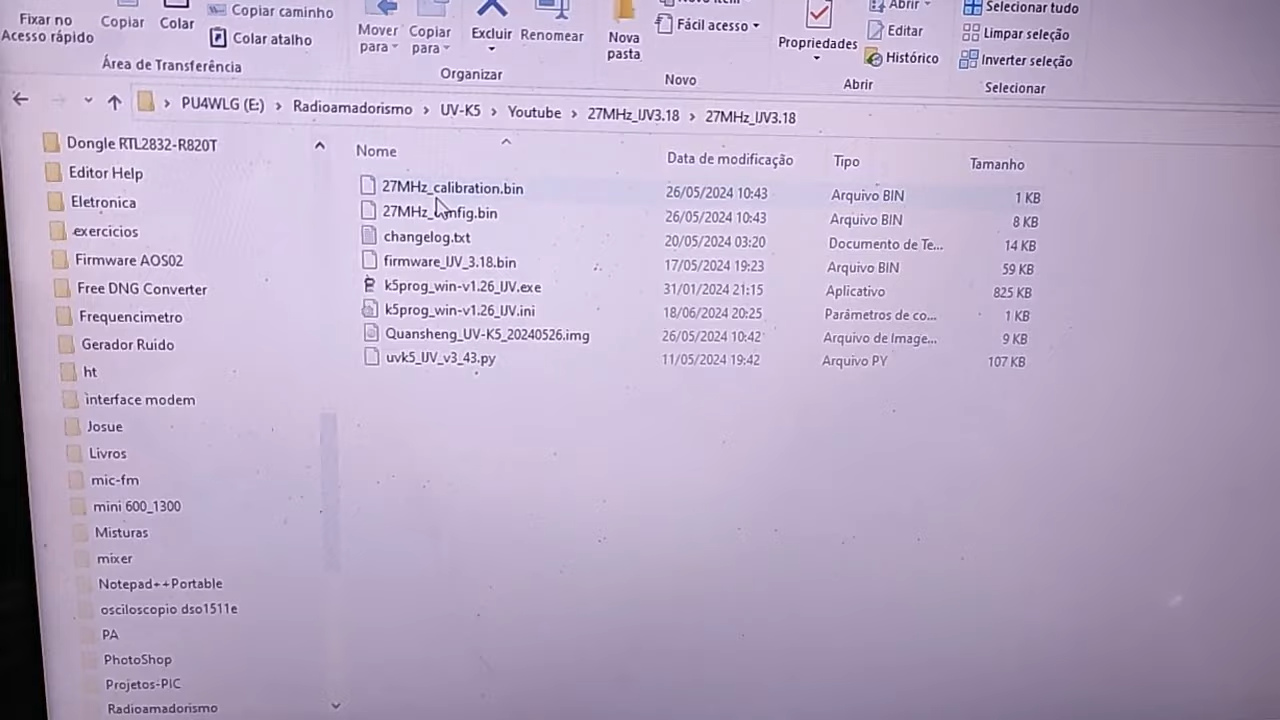 Fixar no
Acesso rápido
Copiar
Colar
Copiar caminho
Colar atalho
Área de Transferência
Mover
para
Copiar
para
Excluir
Renomear
Organizar
Nova
pasta
Fácil acesso
Novo
Propriedades
Abrir
Editar
Histórico
Abrir
Selecionar tudo
Limpar seleção
Inverter seleção
Selecionar
PU4WLG (E:) > Radioamadorismo > UV-K5 > Youtube > 27MHz_IJV3.18 > 27MHz_IJV3.18
Dongle RTL2832-R820T
Editor Help
Eletronica
exercicios
Firmware AOS02
Free DNG Converter
Frequencimetro
Gerador Ruido
ht
interface modem
Josue
Livros
mic-fm
mini 600_1300
Misturas
mixer
Notepad++Portable
osciloscopio dso1511e
PA
PhotoShop
Projetos-PIC
Radioamadorismo
Nome Data de modificação Tipo Tamanho
27MHz_calibration.bin 26/05/2024 10:43 Arquivo BIN 1 KB
27MHz_config.bin 26/05/2024 10:43 Arquivo BIN 8 KB
changelog.txt 20/05/2024 03:20 Documento de Te... 14 KB
firmware_IJV_3.18.bin 17/05/2024 19:23 Arquivo BIN 59 KB
k5prog_win-v1.26_IJV.exe 31/01/2024 21:15 Aplicativo 825 KB
k5prog_win-v1.26_IJV.ini 18/06/2024 20:25 Parâmetros de co... 1 KB
Quansheng_UV-K5_20240526.img 26/05/2024 10:42 Arquivo de Image... 9 KB
uvk5_IJV_v3_43.py 11/05/2024 19:42 Arquivo PY 107 KB